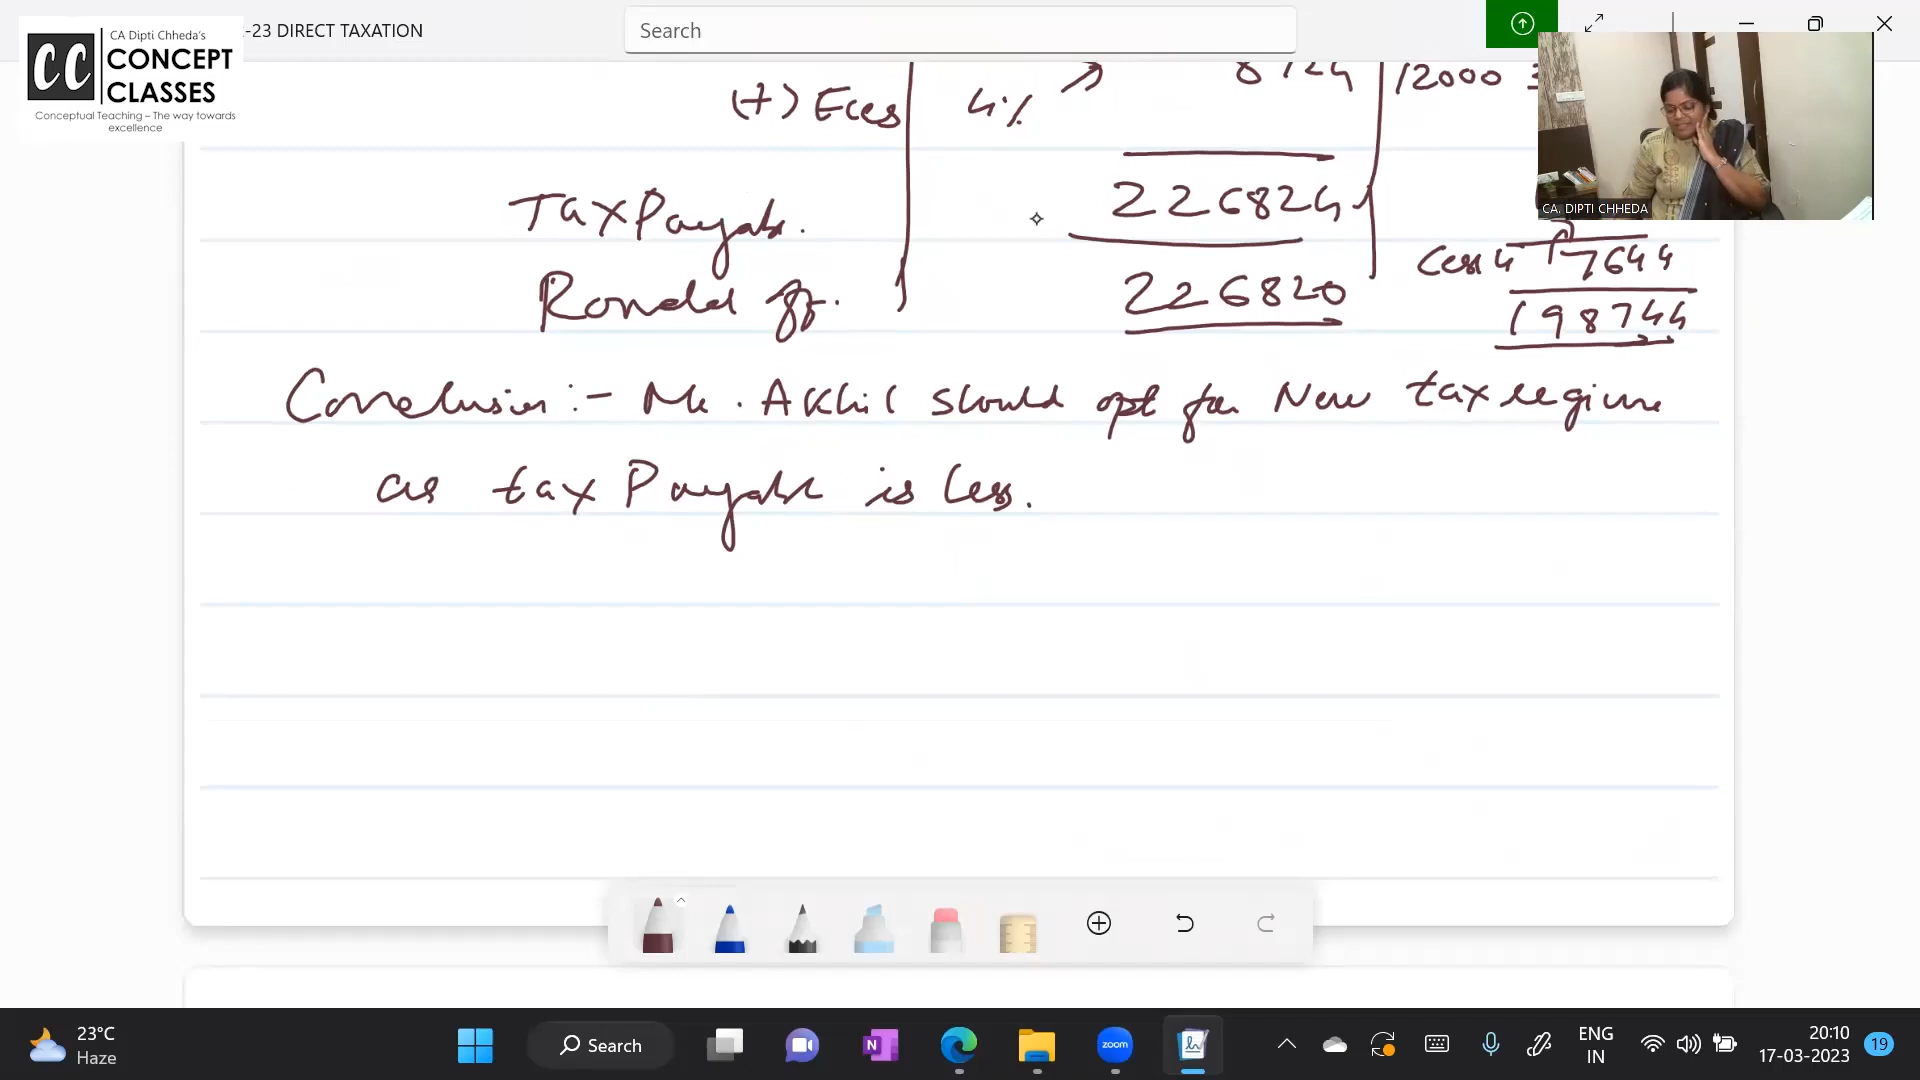 -23 DIRECT TAXATION
Search
CA Dipti Chheda's
CC
CONCEPT
CLASSES
Conceptual Teaching – The way towards
excellence
CA. DIPTI CHHEDA
(+) Eces 4% 8724 12000
Tax Payable. 226824
Cess 4 7644
Rounded off. 226820
198744
Conclusion :- Mr. Akhil should opt for New tax regime
as tax Payable is less.
23°C
Haze
Search
zoom
ENG
IN
20:10
17-03-2023
19